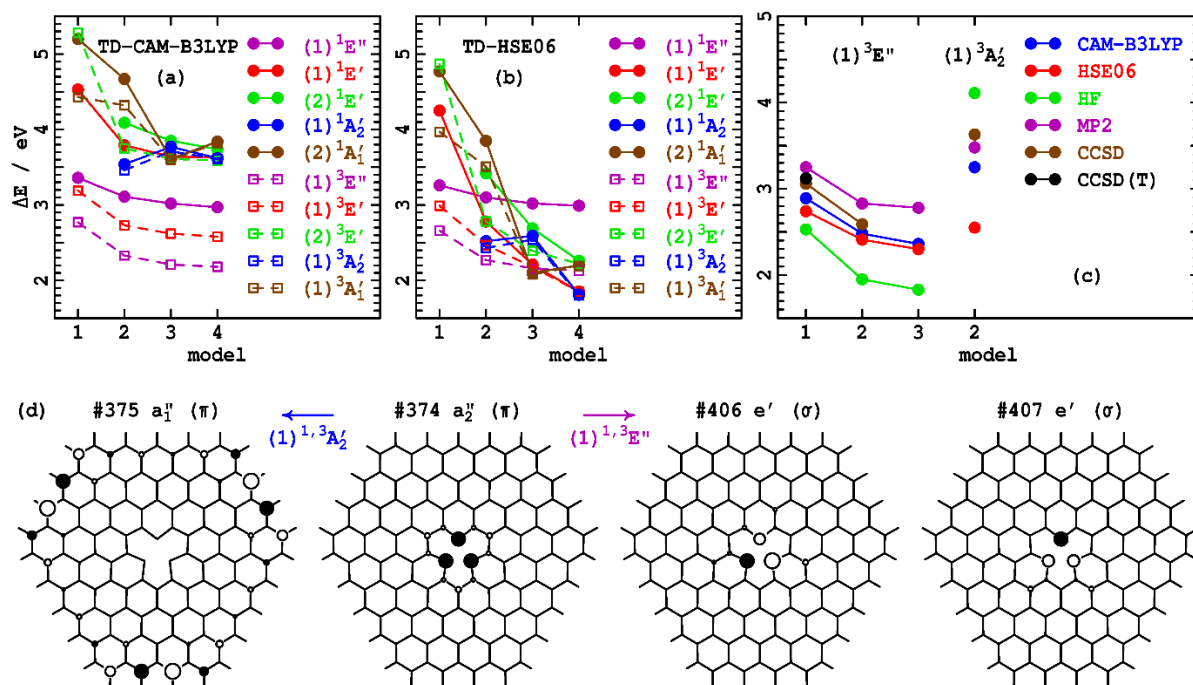 TD-CAM-B3LYP
(a)
(1)¹E"
(1)¹E'
(2)¹E'
(1)¹A₂'
(2)¹A₁'
(1)³E"
(1)³E'
(2)³E'
(1)³A₂'
(1)³A₁'
ΔE / eV
5
4
3
2
1 2 3 4
model
TD-HSE06
(b)
(1)¹E"
(1)¹E'
(2)¹E'
(1)¹A₂'
(2)¹A₁'
(1)³E"
(1)³E'
(2)³E'
(1)³A₂'
(1)³A₁'
5
4
3
2
1 2 3 4
model
(1)³E" (1)³A₂'
CAM-B3LYP
HSE06
HF
MP2
CCSD
CCSD(T)
(c)
5
4
3
2
1 2 3 2
model
(d) #375 a₁" (π) #374 a₂" (π) #406 e' (σ) #407 e' (σ)
(1)¹,³A₂' (1)¹,³E"